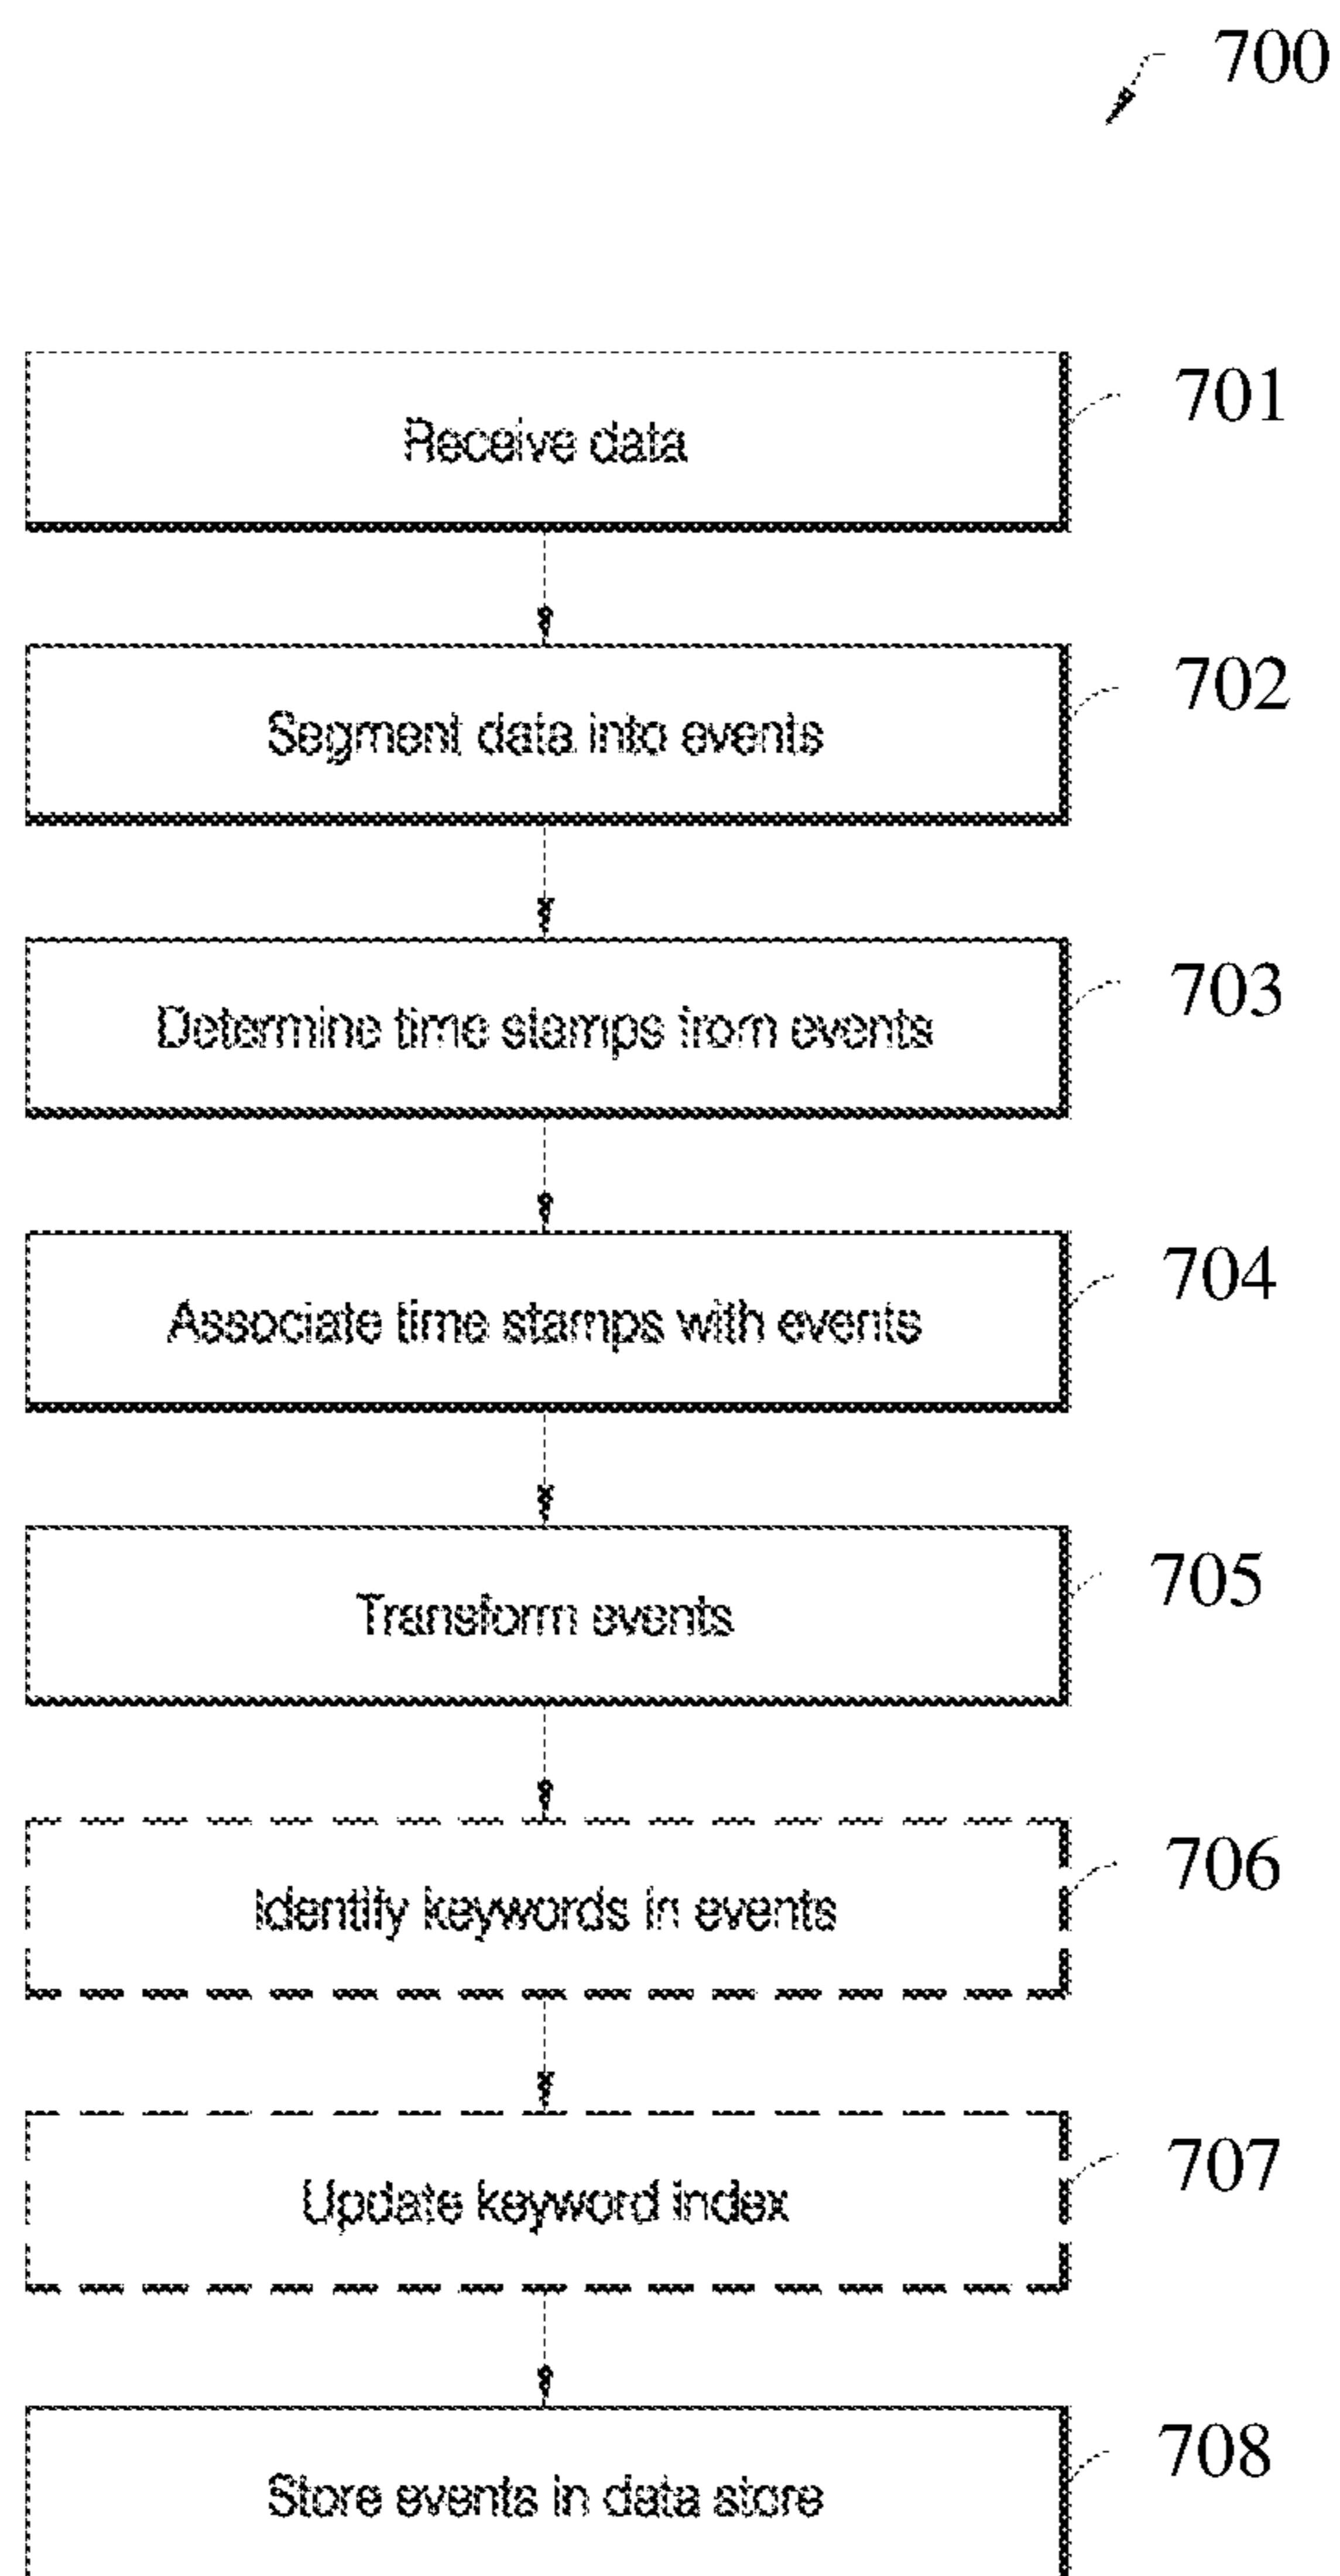 700
Receive data
701
Segment data into events
702
Determine time stamps from events
703
Associate time stamps with events
704
Transform events
705
Identify keywords in events
706
Update keyword index
707
Store events in data store
708